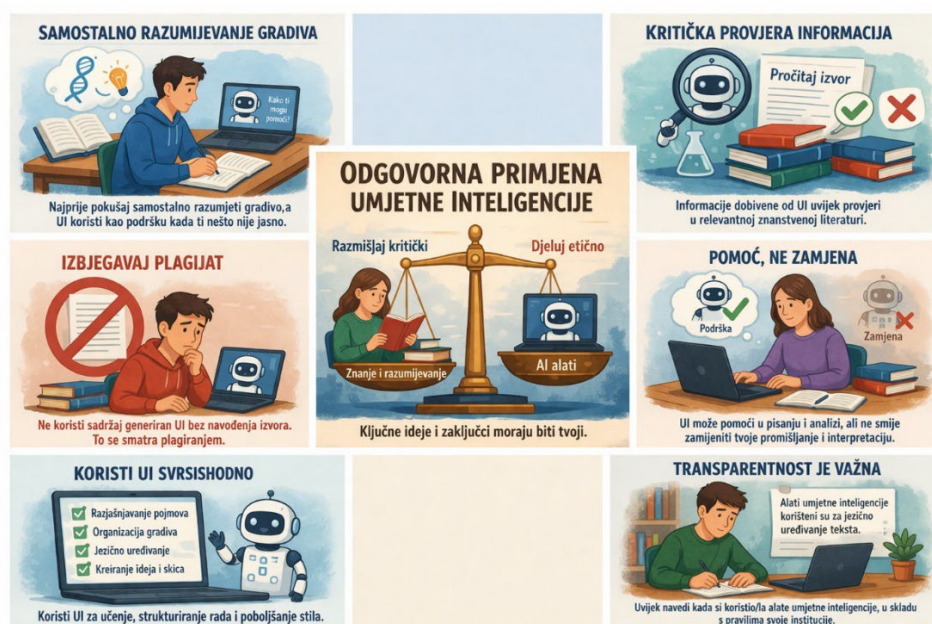 SAMOSTALNO RAZUMIJEVANJE GRADIVA
Kako ti
mogu
pomoći?
Najprije pokušaj samostalno razumjeti gradivo,a
UI koristi kao podršku kada ti nešto nije jasno.
KRITIČKA PROVJERA INFORMACIJA
Pročitaj izvor
Informacije dobivene od UI uvijek provjeri
u relevantnoj znanstvenoj literaturi.
ODGOVORNA PRIMJENA
UMJETNE INTELIGENCIJE
Razmišljaj kritički
Djeluj etično
Znanje i razumijevanje
AI alati
Ključne ideje i zaključci moraju biti tvoji.
IZBJEGAVAJ PLAGIJAT
Ne koristi sadržaj generiran UI bez navođenja izvora.
To se smatra plagiranjem.
POMOĆ, NE ZAMJENA
Podrška
Zamjena
UI može pomoći u pisanju i analizi, ali ne smije
zamijeniti tvoje promišljanje i interpretaciju.
KORISTI UI SVRSISHODNO
Razjašnjavanje pojmova
Organizacija gradiva
Jezično uređivanje
Kreiranje ideja i skica
Koristi UI za učenje, strukturiranje rada i poboljšanje stila.
TRANSPARENTNOST JE VAŽNA
Alati umjetne inteligencije
korišteni su za jezično
uređivanje teksta.
Uvijek navedi kada si koristio/la alate umjetne inteligencije, u skladu
s pravilima svoje institucije.